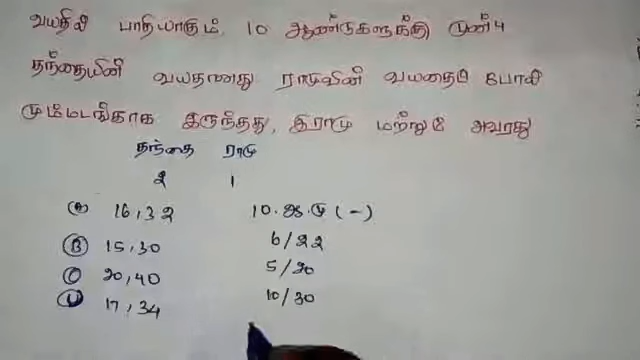 வயதில் பாதியாகும், 10 ஆண்டுகளுக்கு முன்பு
தந்தையின் வயதானது ராமுவின் வயதைப் போல்
மும்மடங்காக இருந்தது, இராமு மற்றும் அவரது
தந்தை ராமு
2 1
(A) 16,32 10.ஆ.மு (-)
(B) 15,30 6/22
(C) 20,40 5/20
(D) 17,34 10/30